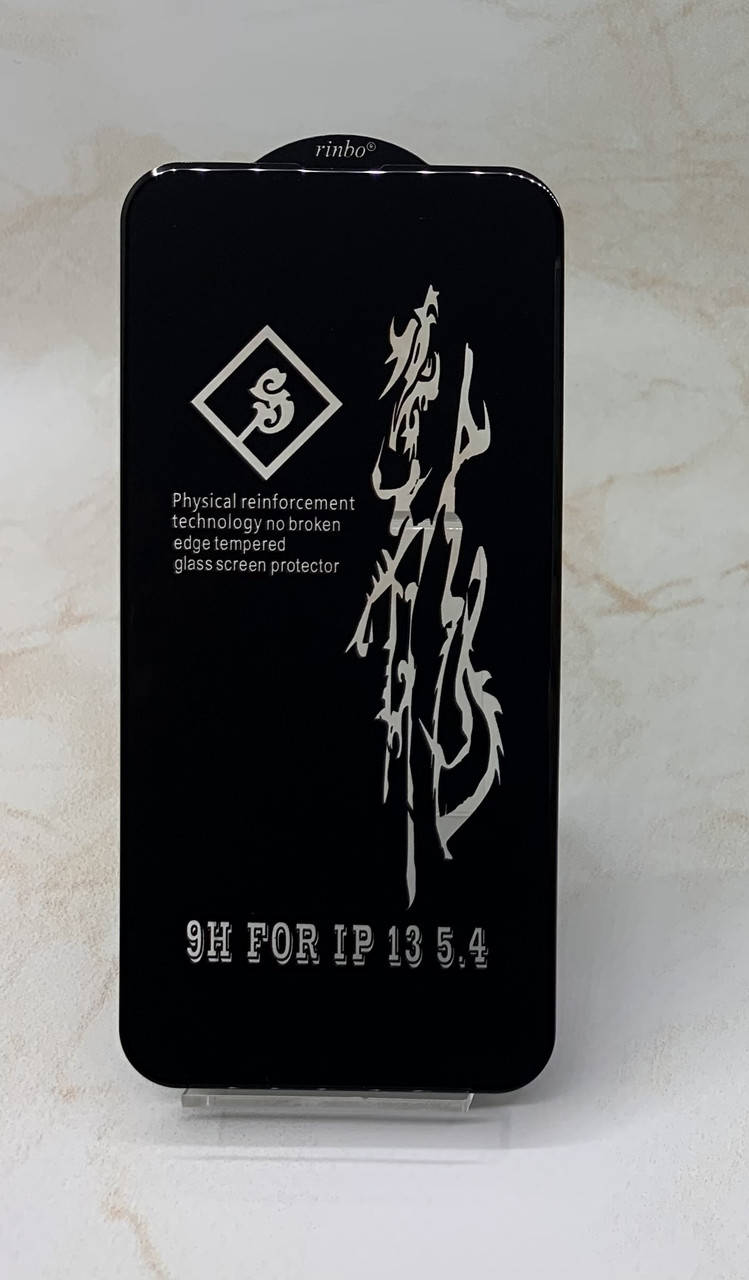 rinbo®
S
Physical reinforcement
technology no broken
edge tempered
glass screen protector
9H FOR IP 13 5.4